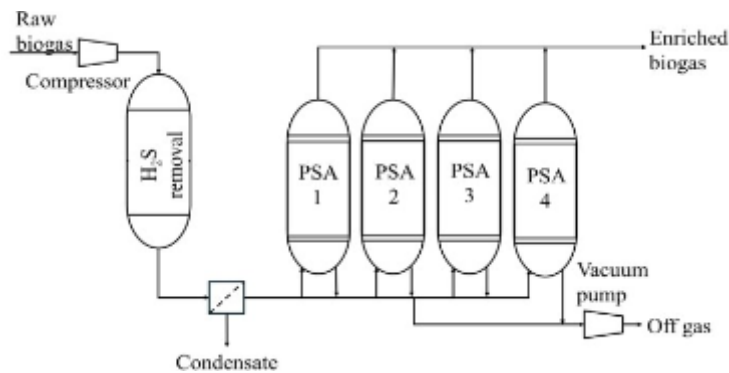 Raw
biogas
Compressor
H₂S
removal
Condensate
PSA
1
PSA
2
PSA
3
PSA
4
Enriched
biogas
Vacuum
pump
Off gas